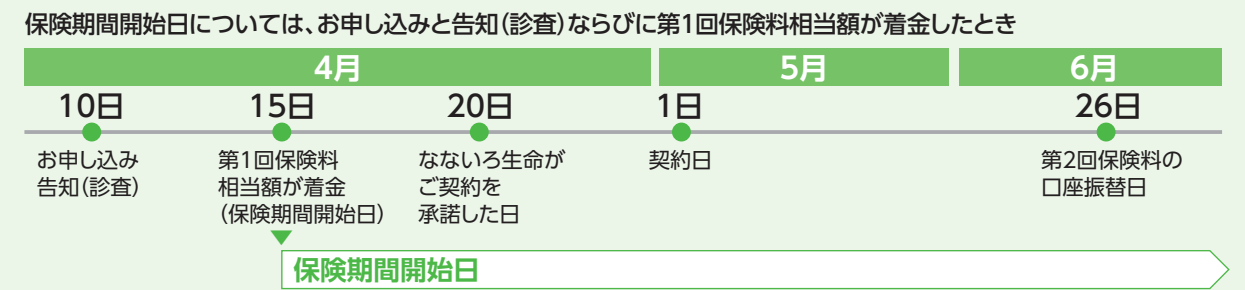 保険期間開始日については、お申し込みと告知(診査)ならびに第1回保険料相当額が着金したとき
4月 5月 6月
10日 15日 20日 1日 26日
お申し込み
告知(診査)
第1回保険料
相当額が着金
(保険期間開始日)
なないろ生命が
ご契約を
承諾した日
契約日
第2回保険料の
口座振替日
保険期間開始日